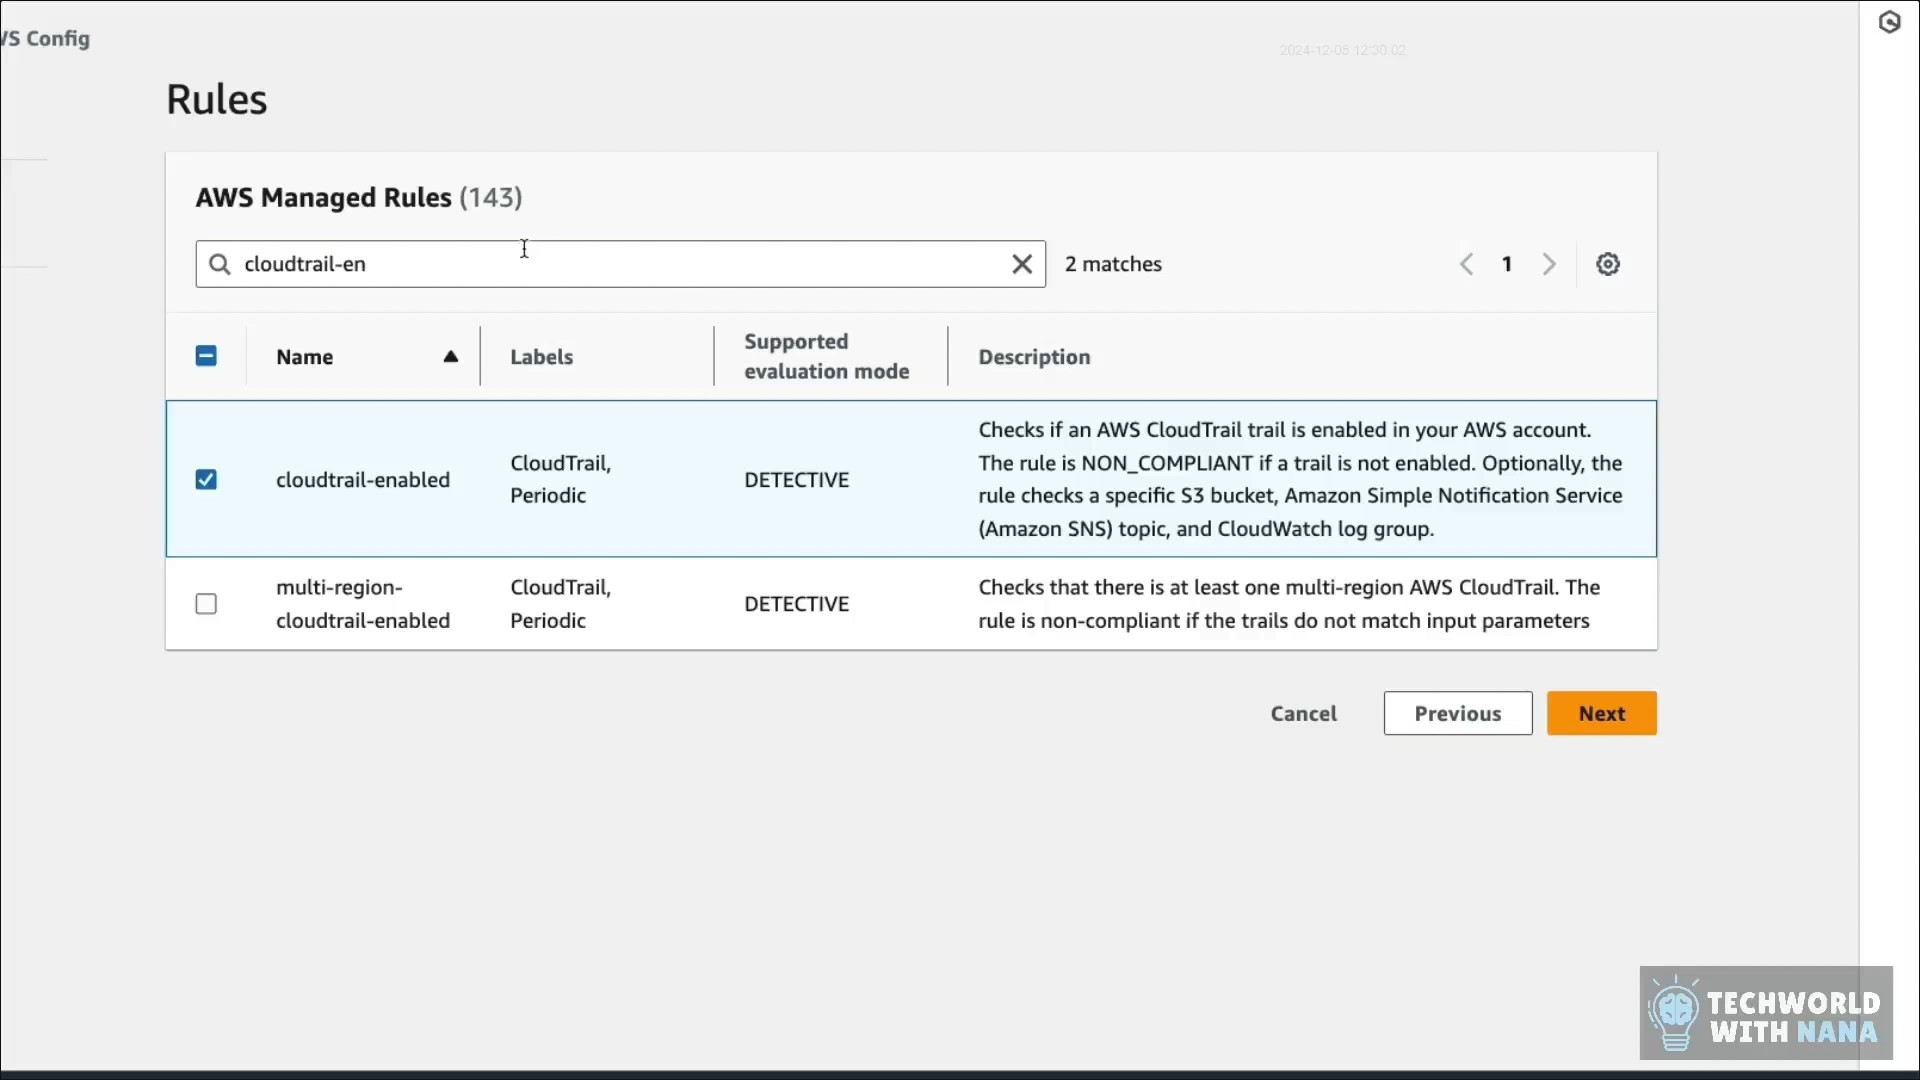 VS Config
2024-12-05 12:30:02
Rules
AWS Managed Rules (143)
cloudtrail-en
2 matches
1
Name
Labels
Supported
evaluation mode
Description
cloudtrail-enabled
CloudTrail,
Periodic
DETECTIVE
Checks if an AWS CloudTrail trail is enabled in your AWS account.
The rule is NON_COMPLIANT if a trail is not enabled. Optionally, the
rule checks a specific S3 bucket, Amazon Simple Notification Service
(Amazon SNS) topic, and CloudWatch log group.
multi-region-
cloudtrail-enabled
CloudTrail,
Periodic
DETECTIVE
Checks that there is at least one multi-region AWS CloudTrail. The
rule is non-compliant if the trails do not match input parameters
Cancel
Previous
Next
TECHWORLD
WITH NANA